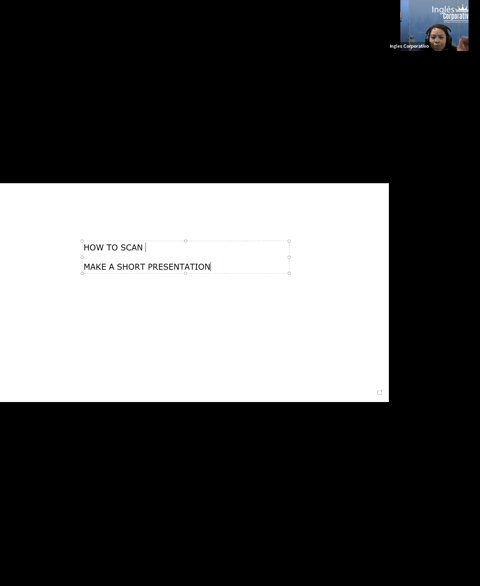 Inglés
Corporativo
Ingles Corporativo
HOW TO SCAN
MAKE A SHORT PRESENTATION